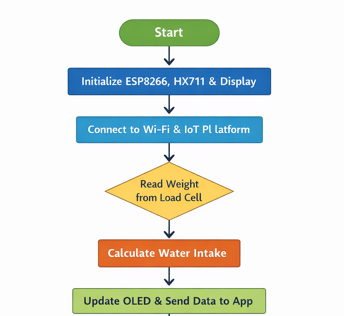 Start
Initialize ESP8266, HX711 & Display
Connect to Wi-Fi & IoT Pl latform
Read Weight
from Load Cell
Calculate Water Intake
Update OLED & Send Data to App